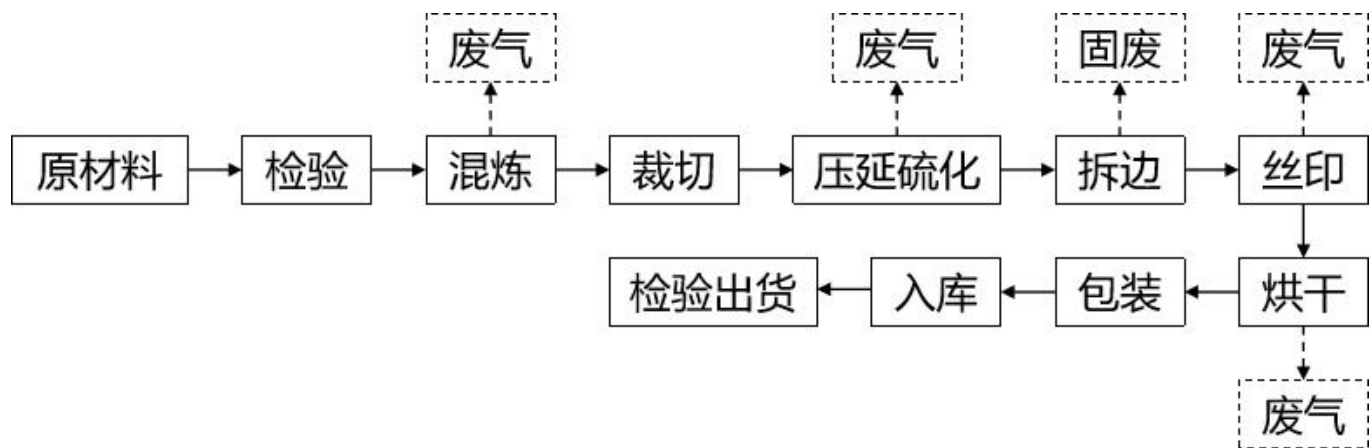 废气 废气 固废 废气
原材料 检验 混炼 裁切 压延硫化 拆边 丝印
检验出货 入库 包装 烘干
废气